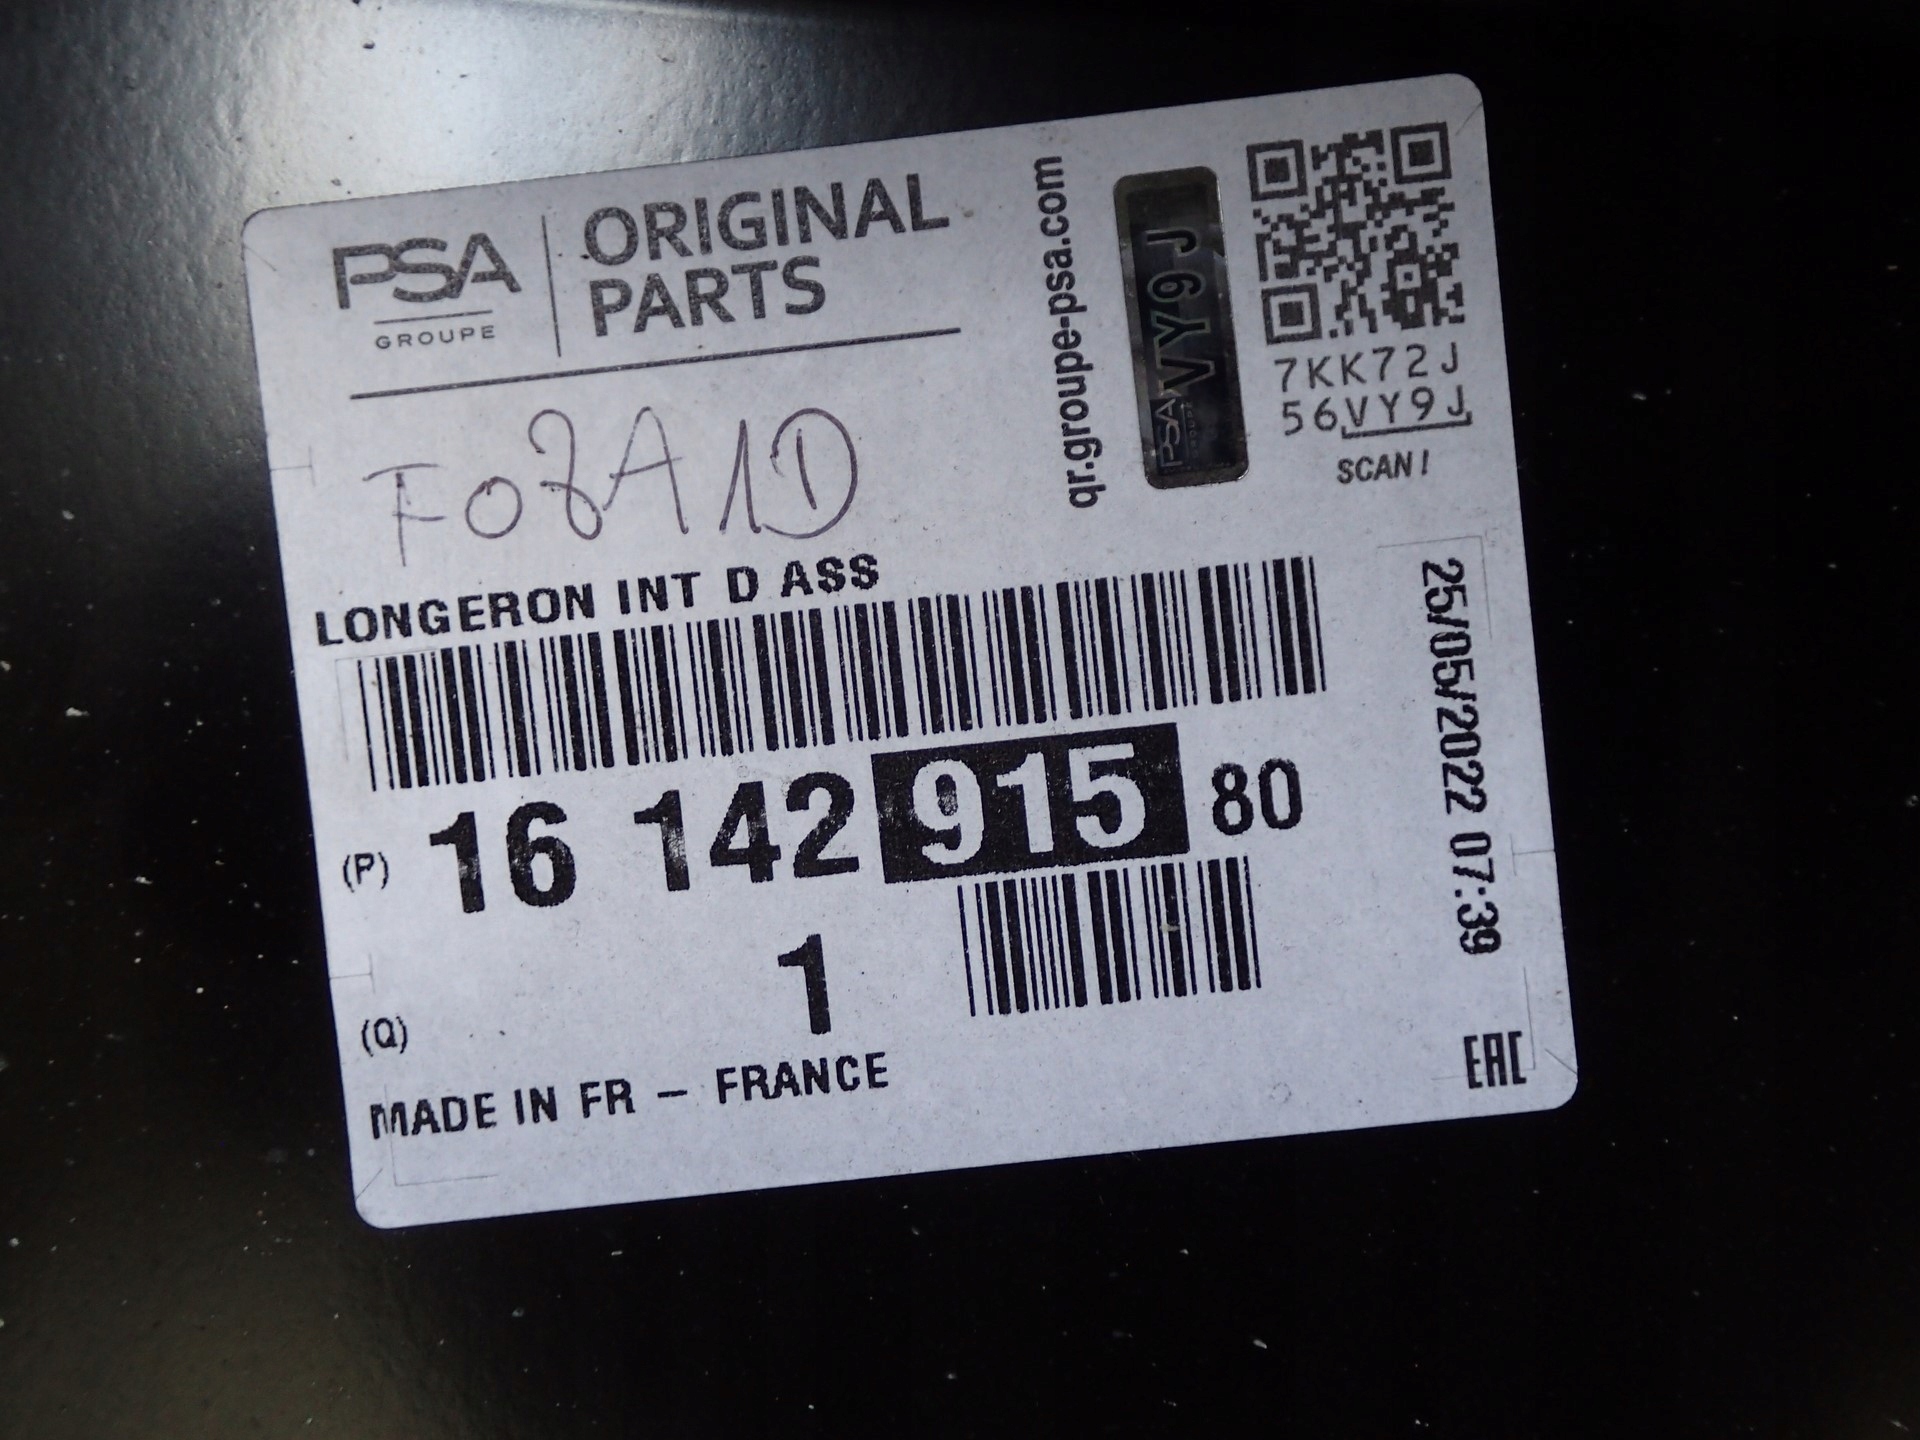 PSA
GROUPE
ORIGINAL
PARTS
qr.groupe-psa.com
VY9J
PSA
GROUPE
7KK72J
56VY9J
SCAN!
F08A1D
LONGERON INT D ASS
(P) 16 142 915 80
(Q) 1
MADE IN FR - FRANCE
25/05/2022 07:39
EAC